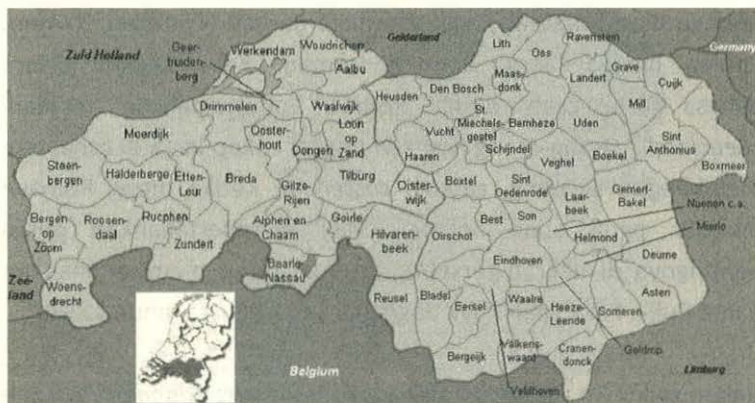 Zuid Holland
Geer-
truiden-
berg
Werkendam
Woudrichen
Aalbu
Gelderland
Lith
Oss
Ravenstein
Germany
Drimmelen
Waalwijk
Heusden
Den Bosch
Maas-
donk
Landert
Grave
Cuijk
Moerdijk
Ooster-
hout
Dongen
Loon
op
Zand
Vucht
St
Michels-
gestel
Bernheze
Uden
Mill
Sint
Anthonius
Steen-
bergen
Halderberge
Etten-
Leur
Breda
Gilze-
Rijen
Tilburg
Haaren
Schijndel
Veghel
Boekel
Boxmeer
Oister-
wijk
Boxtel
Sint
Oedenrode
Laar-
beek
Gemert-
Bakel
Bergen
op
Zoom
Roosen-
daal
Rucphen
Zundert
Alphen en
Chaam
Goirle
Hilvaren-
beek
Oirschot
Best
Son
Nuenen c.a.
Mierlo
Helmond
Deurne
Zee-
land
Woens-
drecht
Baarle-
Nassau
Eindhoven
Asten
Reusel
Bladel
Eersel
Waalre
Heeze-
Leende
Someren
Geldrop
Bergeijk
Valkens-
waard
Cranen-
donck
Veldhoven
Belgium
Limburg